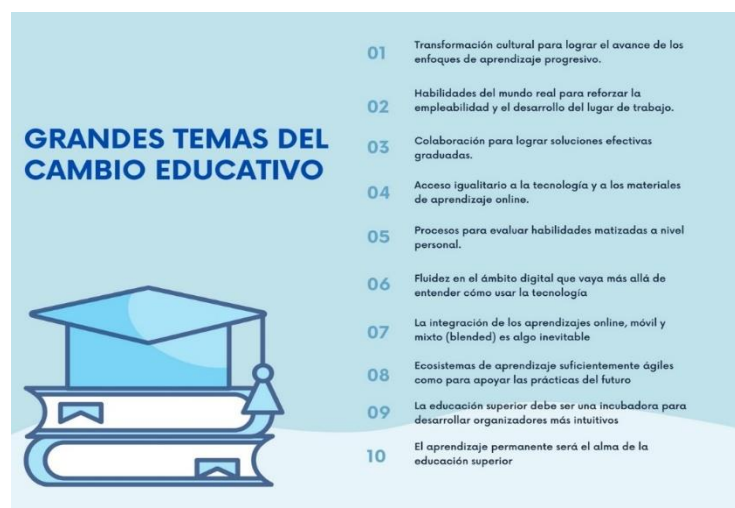 GRANDES TEMAS DEL
CAMBIO EDUCATIVO
01
Transformación cultural para lograr el avance de los
enfoques de aprendizaje progresivo.
02
Habilidades del mundo real para reforzar la
empleabilidad y el desarrollo del lugar de trabajo.
03
Colaboración para lograr soluciones efectivas
graduadas.
04
Acceso igualitario a la tecnología y a los materiales
de aprendizaje online.
05
Procesos para evaluar habilidades matizadas a nivel
personal.
06
Fluidez en el ámbito digital que vaya más allá de
entender cómo usar la tecnología
07
La integración de los aprendizajes online, móvil y
mixto (blended) es algo inevitable
08
Ecosistemas de aprendizaje suficientemente ágiles
como para apoyar las prácticas del futuro
09
La educación superior debe ser una incubadora para
desarrollar organizadores más intuitivos
10
El aprendizaje permanente será el alma de la
educación superior